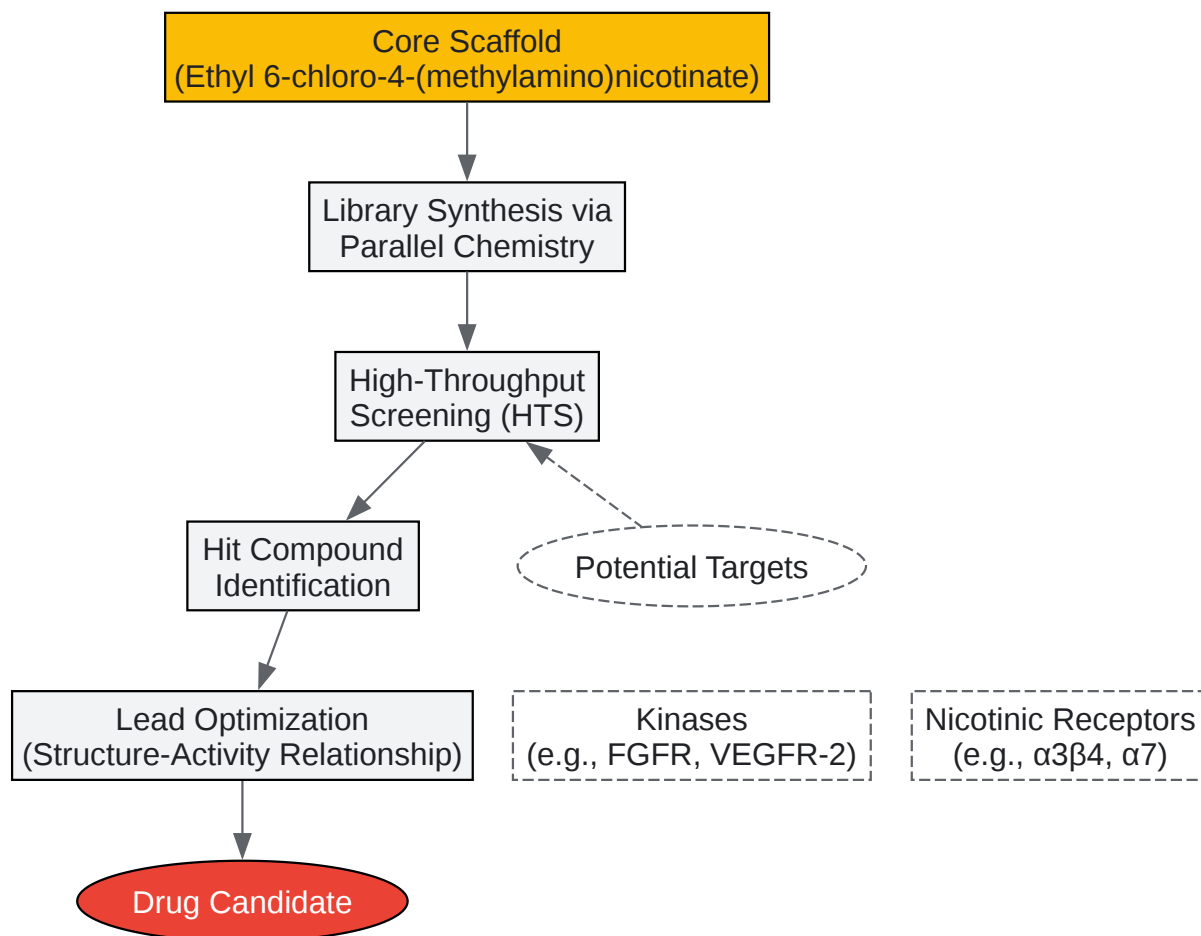 Core Scaffold
(Ethyl 6-chloro-4-(methylamino)nicotinate)
Library Synthesis via
Parallel Chemistry
High-Throughput
Screening (HTS)
Hit Compound
Identification
Potential Targets
Lead Optimization
(Structure-Activity Relationship)
Kinases
(e.g., FGFR, VEGFR-2)
Nicotinic Receptors
(e.g., α3β4, α7)
Drug Candidate